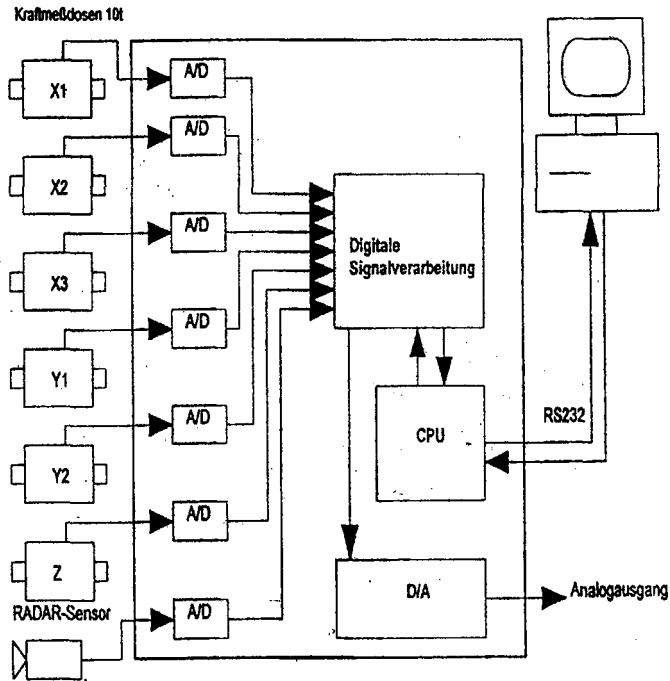 Kraftmeßdosen 10t
X1
A/D
X2
A/D
X3
A/D
Digitale
Signalverarbeitung
Y1
A/D
Y2
A/D
CPU
RS232
Z
A/D
RADAR-Sensor
A/D
D/A
Analogausgang